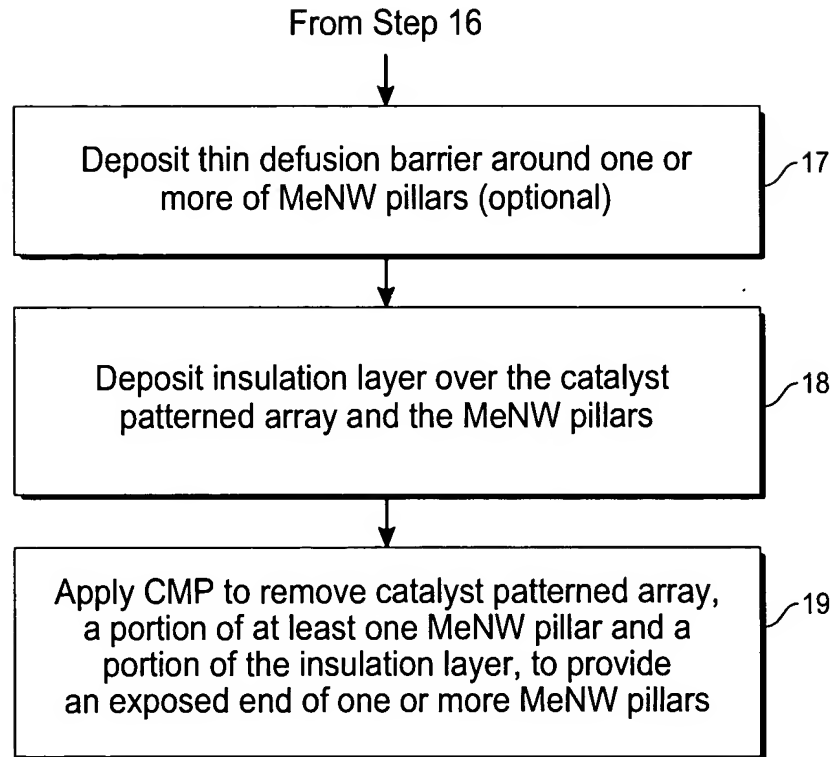 From Step 16
Deposit thin defusion barrier around one or
more of MeNW pillars (optional)
17
Deposit insulation layer over the catalyst
patterned array and the MeNW pillars
18
Apply CMP to remove catalyst patterned array,
a portion of at least one MeNW pillar and a
portion of the insulation layer, to provide
an exposed end of one or more MeNW pillars
19